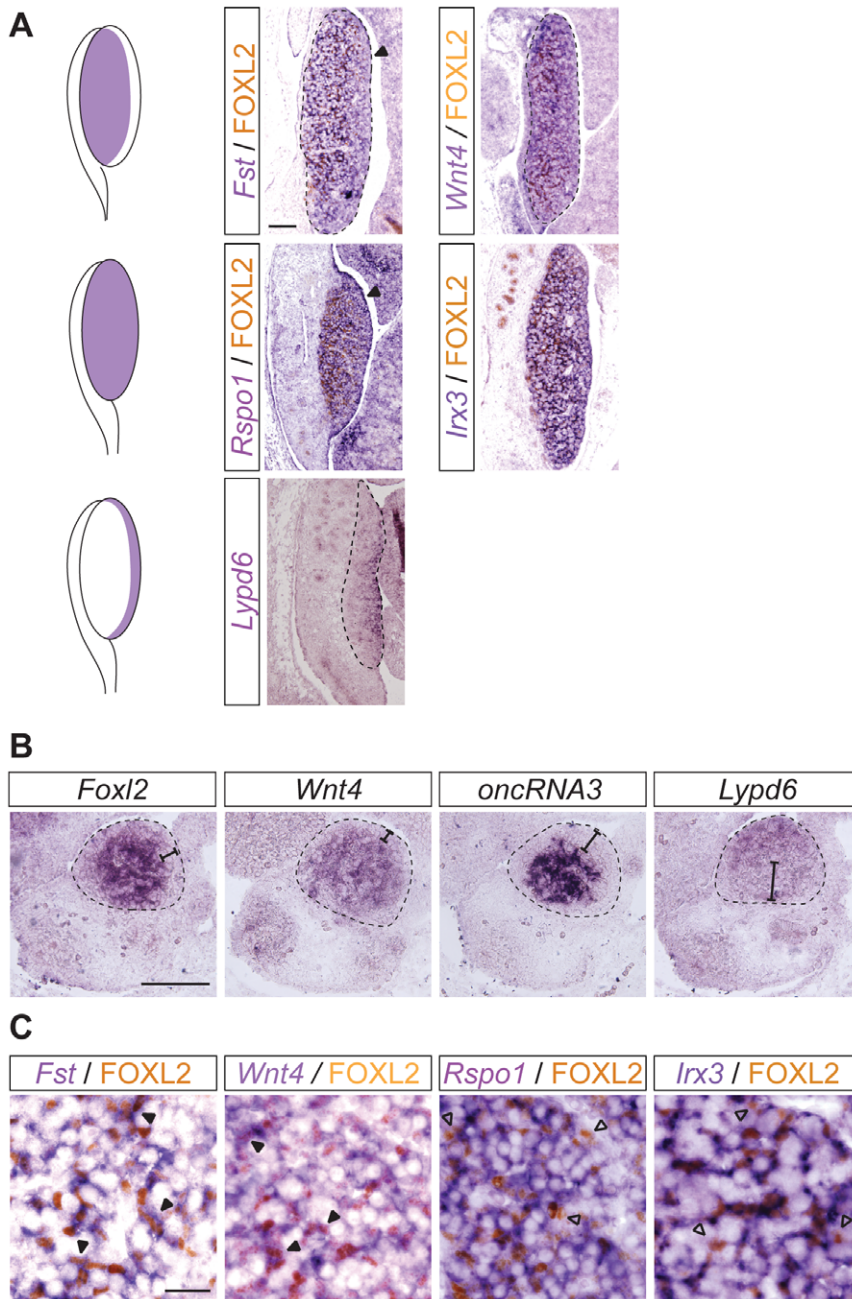 A
Fst / FOXL2
Wnt4 / FOXL2
Rspo1 / FOXL2
Irx3 / FOXL2
Lypd6
B
Foxl2
Wnt4
oncRNA3
Lypd6
C
Fst / FOXL2
Wnt4 / FOXL2
Rspo1 / FOXL2
Irx3 / FOXL2